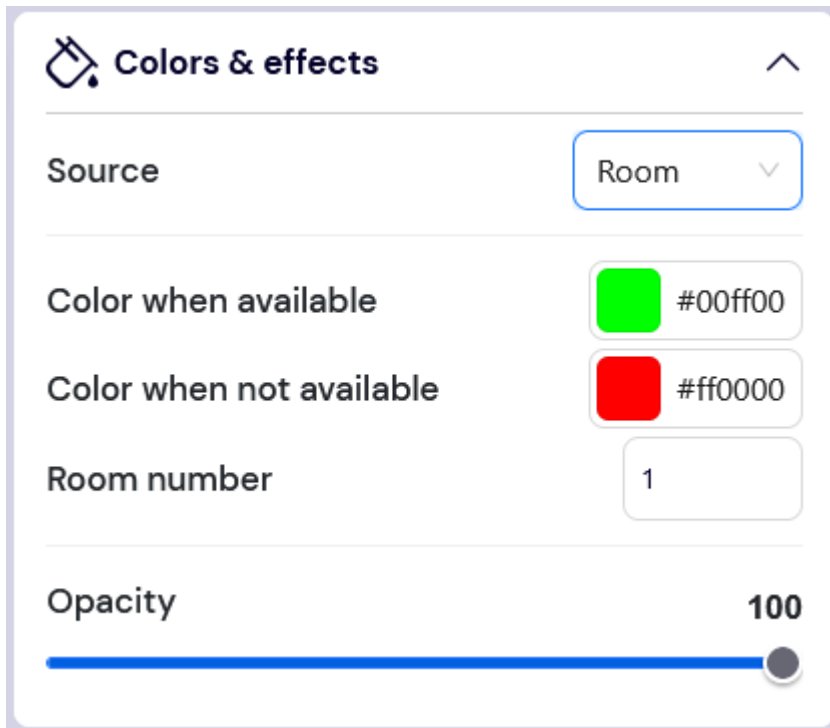 Colors & effects
Source Room
Color when available #00ff00
Color when not available #ff0000
Room number 1
Opacity 100